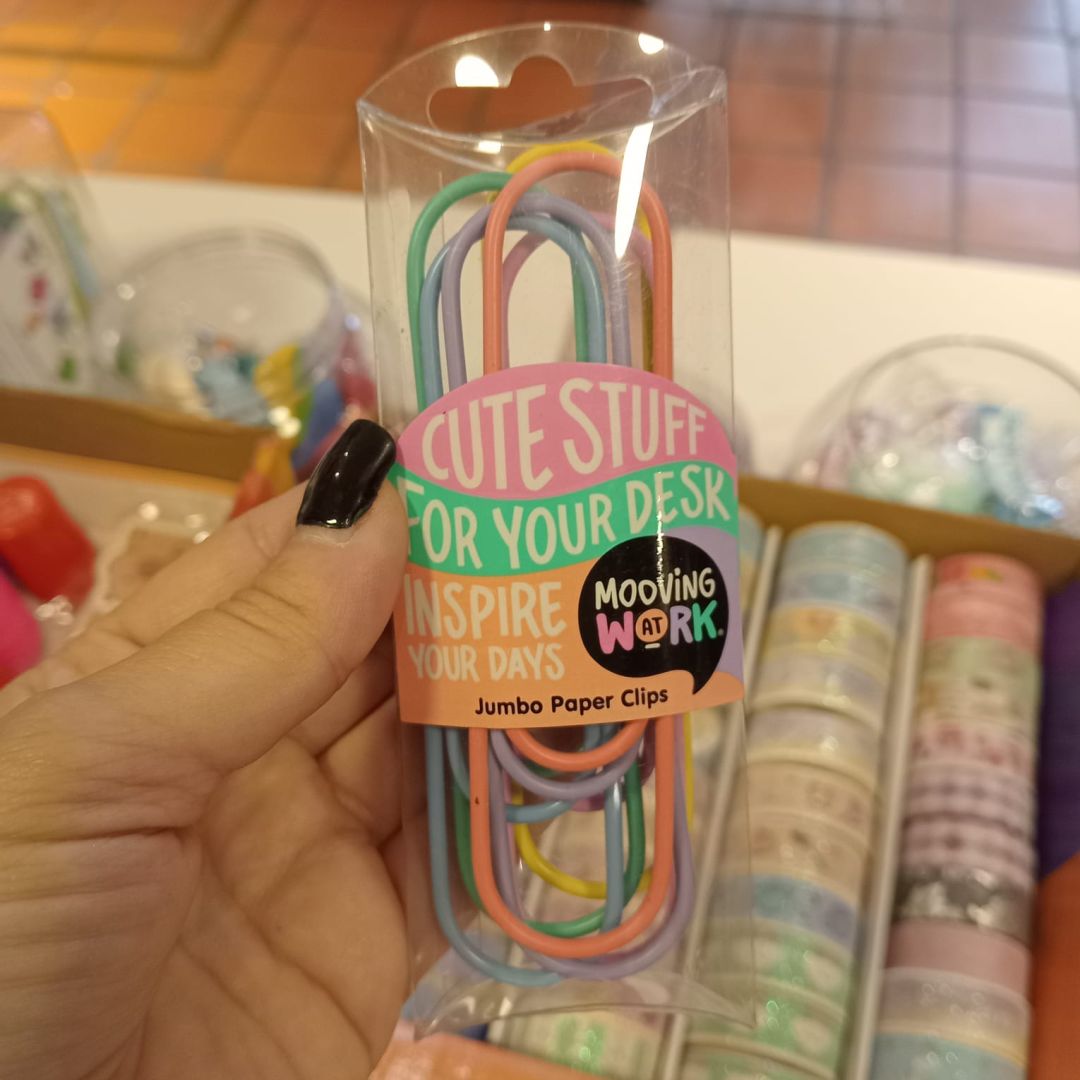 CUTE STUFF
FOR YOUR DESK
INSPIRE
YOUR DAYS
MOOVING
AT
WORK®
Jumbo Paper Clips